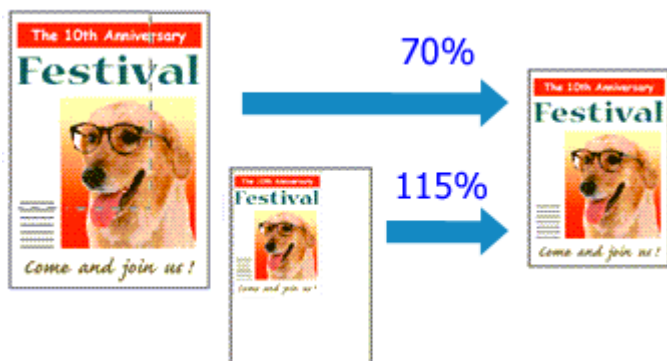 The 10th Anniversary
Festival
Come and join us!
70%
The 10th Anniversary
Festival
Come and join us!
115%
The 10th Anniversary
Festival
Come and join us!